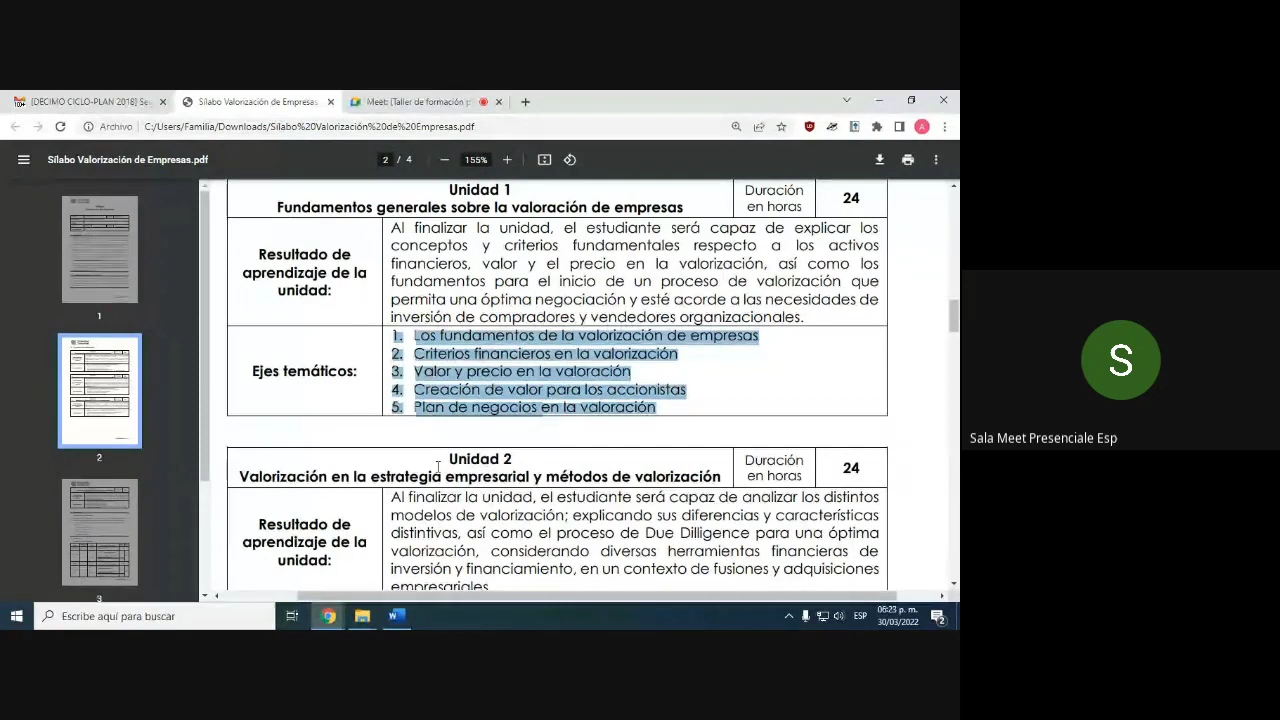 [DECIMO CICLO-PLAN 2018] Se
Sílabo Valorización de Empresas
Meet: [Taller de formación p
Archivo C:/Users/Familia/Downloads/Sílabo%20Valorización%20de%20Empresas.pdf
Sílabo Valorización de Empresas.pdf
2 / 4
155%
1
2
3
Unidad 1
Fundamentos generales sobre la valoración de empresas
Duración
en horas
24
Resultado de
aprendizaje de la
unidad:
Al finalizar la unidad, el estudiante será capaz de explicar los
conceptos y criterios fundamentales respecto a los activos
financieros, valor y el precio en la valorización, así como los
fundamentos para el inicio de un proceso de valorización que
permita una óptima negociación y esté acorde a las necesidades de
inversión de compradores y vendedores organizacionales.
Ejes temáticos:
1. Los fundamentos de la valorización de empresas
2. Criterios financieros en la valorización
3. Valor y precio en la valoración
4. Creación de valor para los accionistas
5. Plan de negocios en la valoración
Unidad 2
Valorización en la estrategia empresarial y métodos de valorización
Duración
en horas
24
Resultado de
aprendizaje de la
unidad:
Al finalizar la unidad, el estudiante será capaz de analizar los distintos
modelos de valorización; explicando sus diferencias y características
distintivas, así como el proceso de Due Dilligence para una óptima
valorización, considerando diversas herramientas financieras de
inversión y financiamiento, en un contexto de fusiones y adquisiciones
empresariales.
Escribe aquí para buscar
ESP
06:23 p. m.
30/03/2022
2
A
S
Sala Meet Presenciale Esp